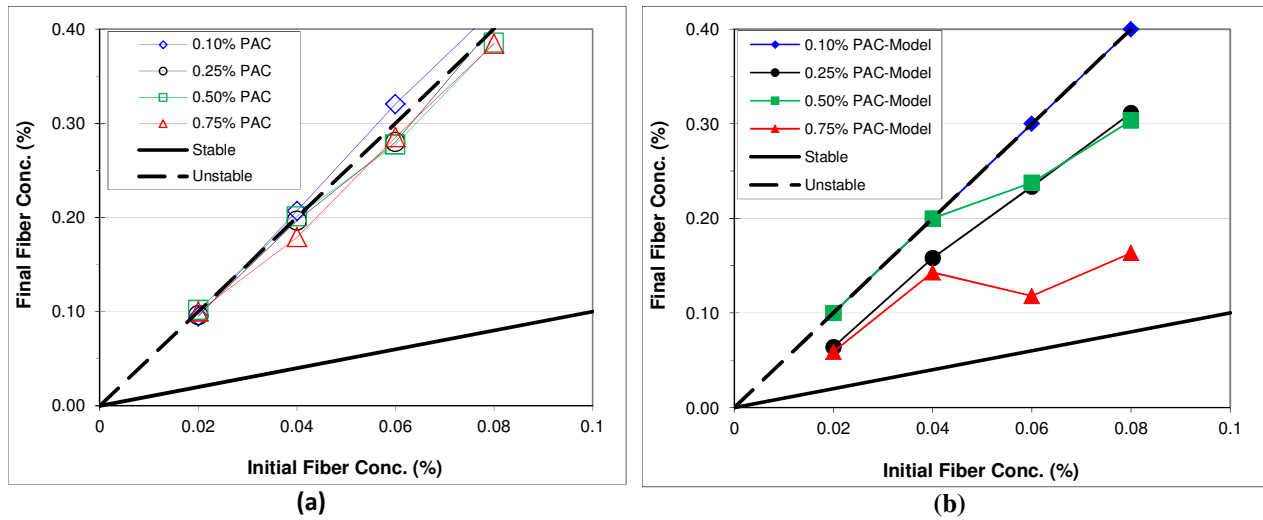 0.40
0.30
0.20
0.10
0.00
Final Fiber Conc. (%)
0.10% PAC
0.25% PAC
0.50% PAC
0.75% PAC
Stable
Unstable
0
0.02
0.04
0.06
0.08
0.1
Initial Fiber Conc. (%)
(a)
0.40
0.30
0.20
0.10
0.00
Final Fiber Conc. (%)
0.10% PAC-Model
0.25% PAC-Model
0.50% PAC-Model
0.75% PAC-Model
Stable
Unstable
0
0.02
0.04
0.06
0.08
0.1
Initial Fiber Conc. (%)
(b)